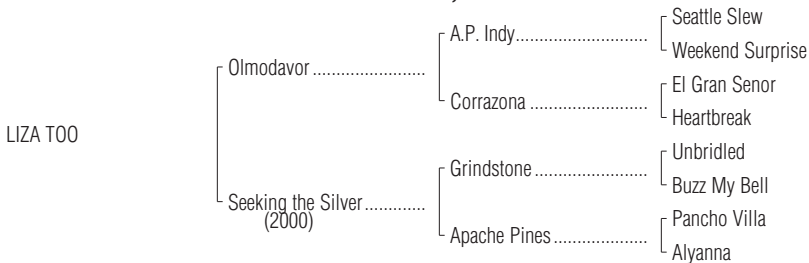 Seattle Slew
A.P. Indy..........................
Weekend Surprise
Olmodavor ......................
El Gran Senor
Corrazona .......................
Heartbreak
LIZA TOO
Unbridled
Grindstone ......................
Buzz My Bell
Seeking the Silver............
(2000)
Pancho Villa
Apache Pines..................
Alyanna